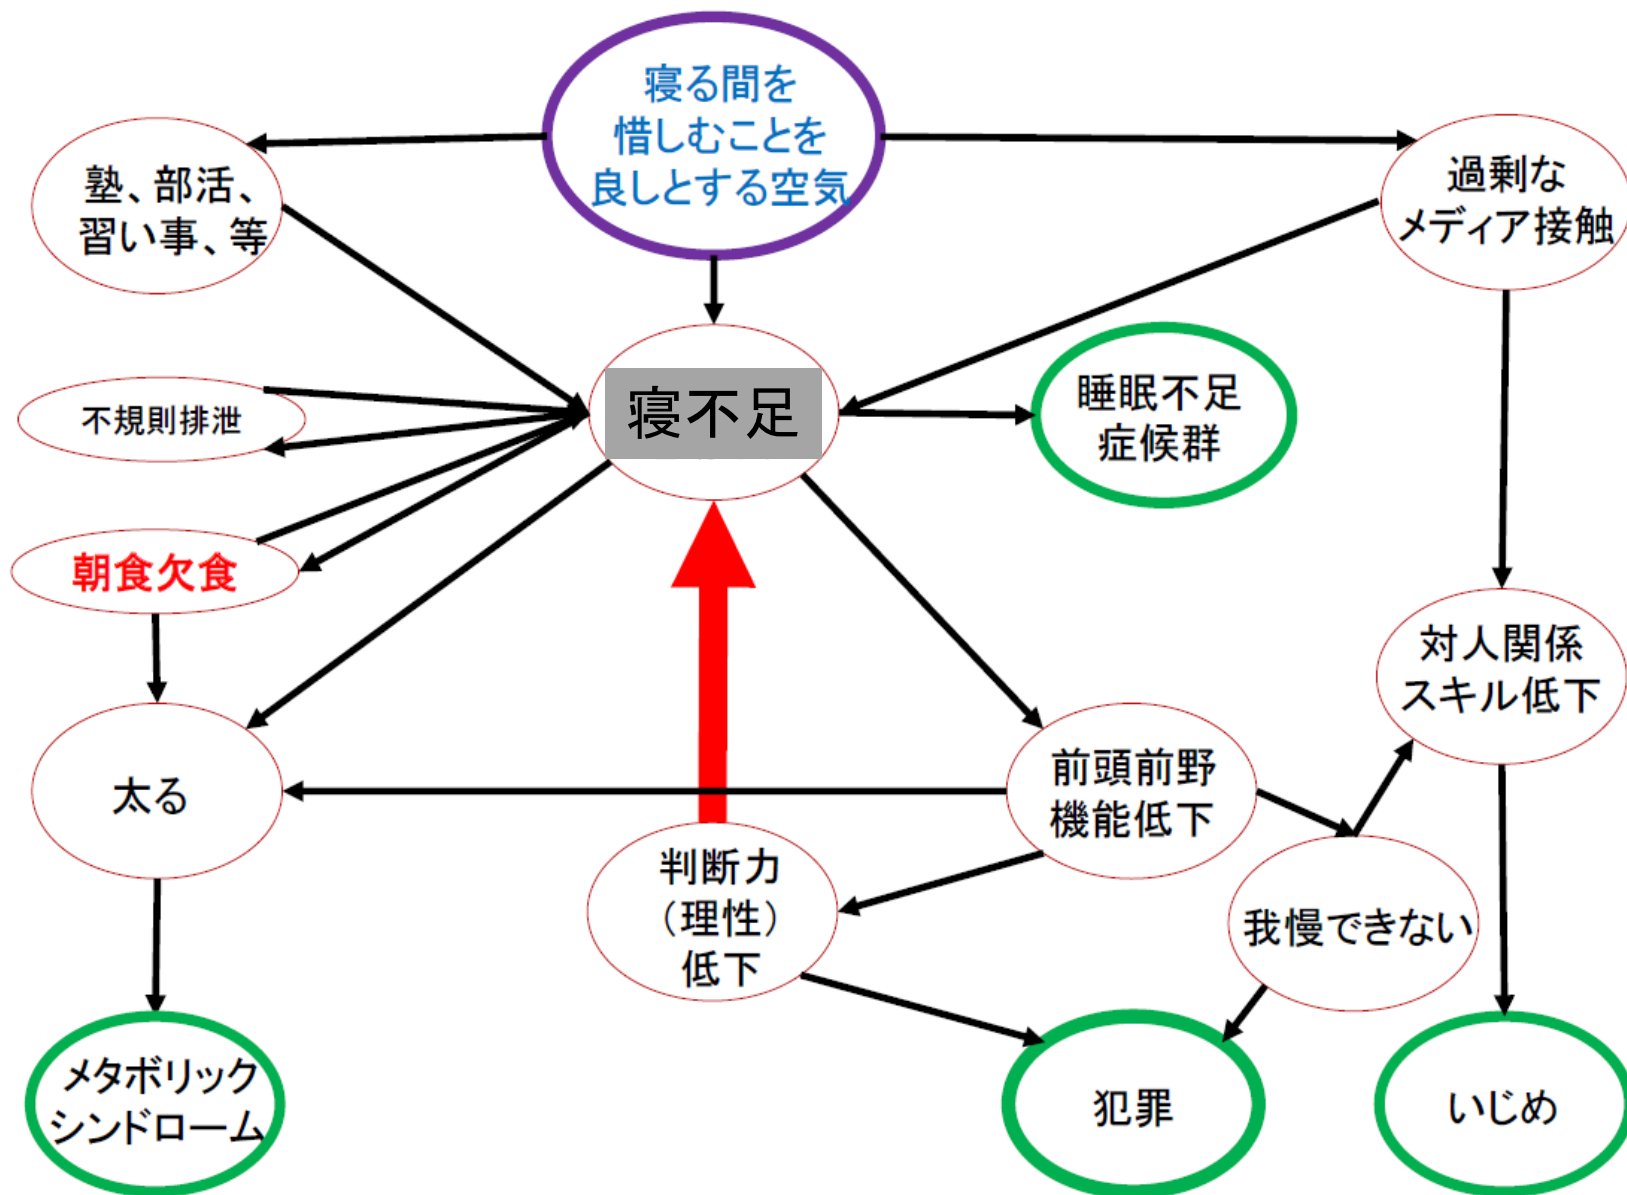 寝る間を
惜しむことを
良しとする空気
塾、部活、
習い事、等
過剰な
メディア接触
不規則排泄
寝不足
睡眠不足
症候群
朝食欠食
対人関係
スキル低下
太る
前頭前野
機能低下
判断力
（理性）
低下
我慢できない
メタボリック
シンドローム
犯罪
いじめ